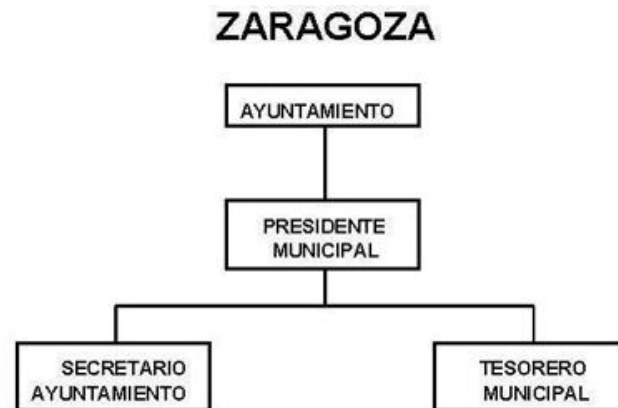 ZARAGOZA
AYUNTAMIENTO
PRESIDENTE
MUNICIPAL
SECRETARIO
AYUNTAMIENTO
TESORERO
MUNICIPAL